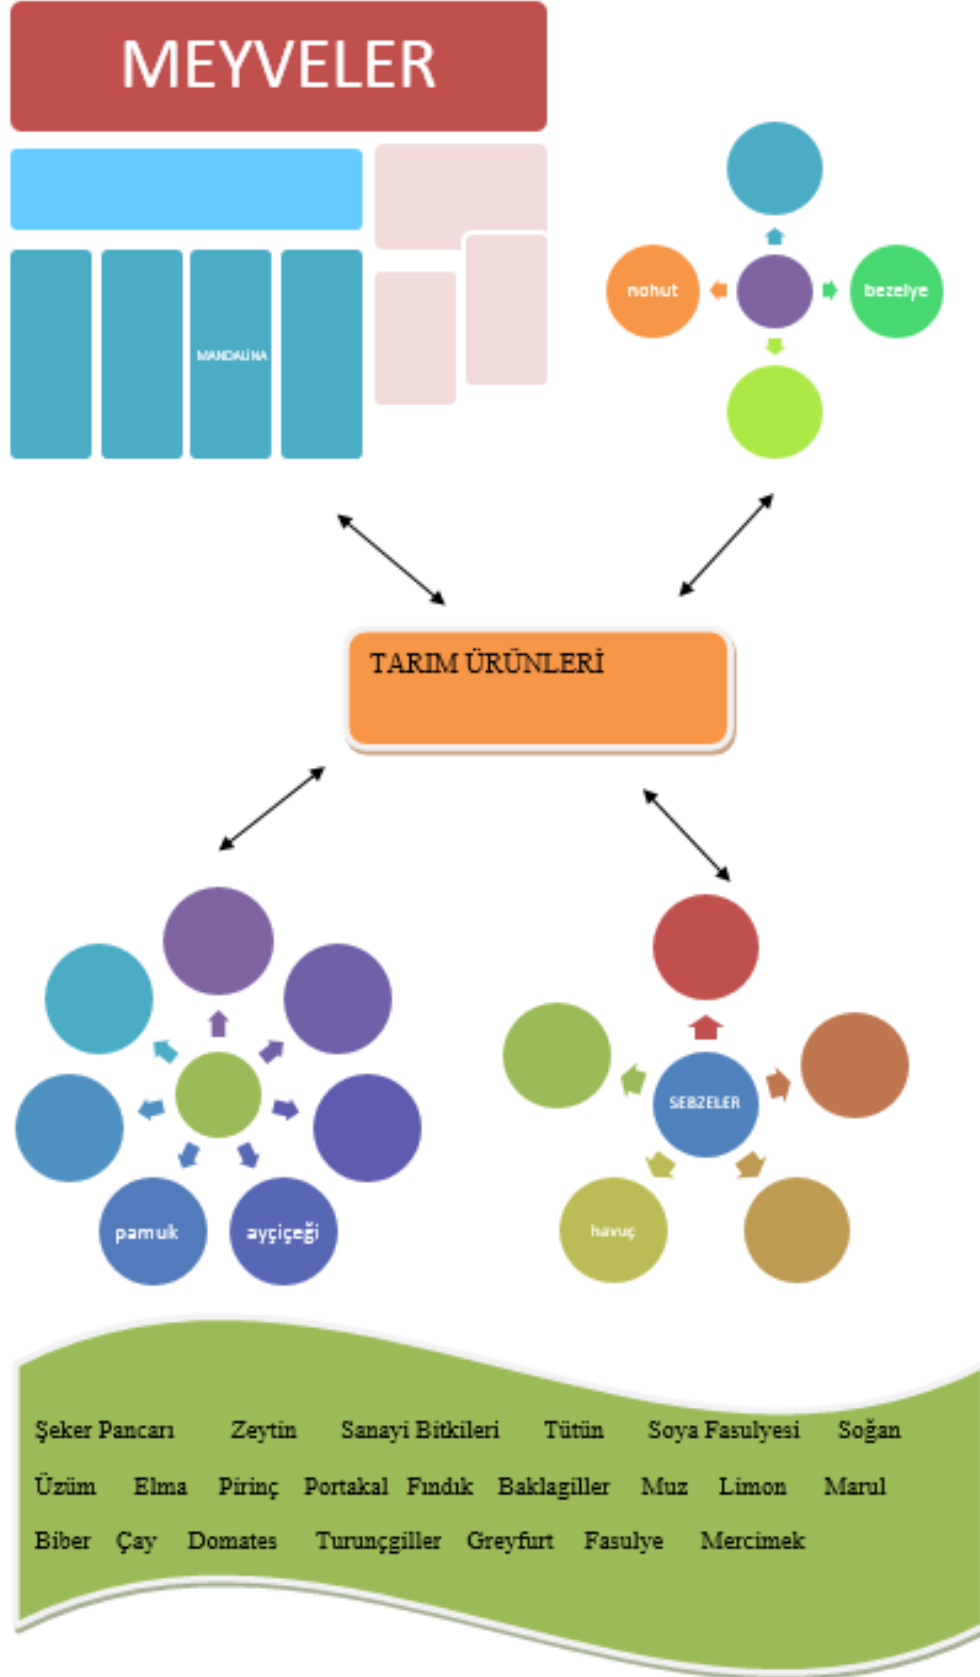 MEYVELER
MANDALİNA
nohut
bezelye
TARIM ÜRÜNLERİ
pamuk
ayçiçeği
SEBZELER
havuç
Şeker Pancarı Zeytin Sanayi Bitkileri Tütün Soya Fasulyesi Soğan
Üzüm Elma Pirinç Portakal Fındık Baklagiller Muz Limon Marul
Biber Çay Domates Turunçgiller Greyfurt Fasulye Mercimek